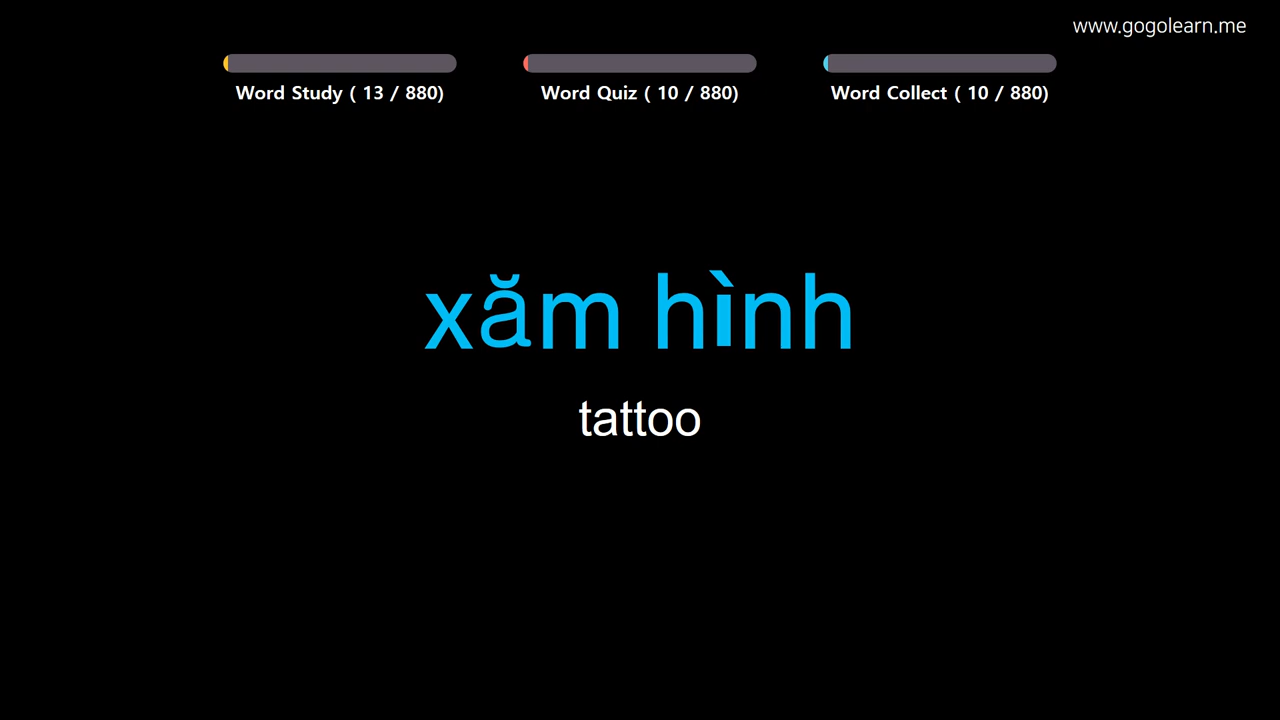 www.gogolearn.me
Word Study ( 13 / 880)
Word Quiz ( 10 / 880)
Word Collect ( 10 / 880)
xăm hình
tattoo